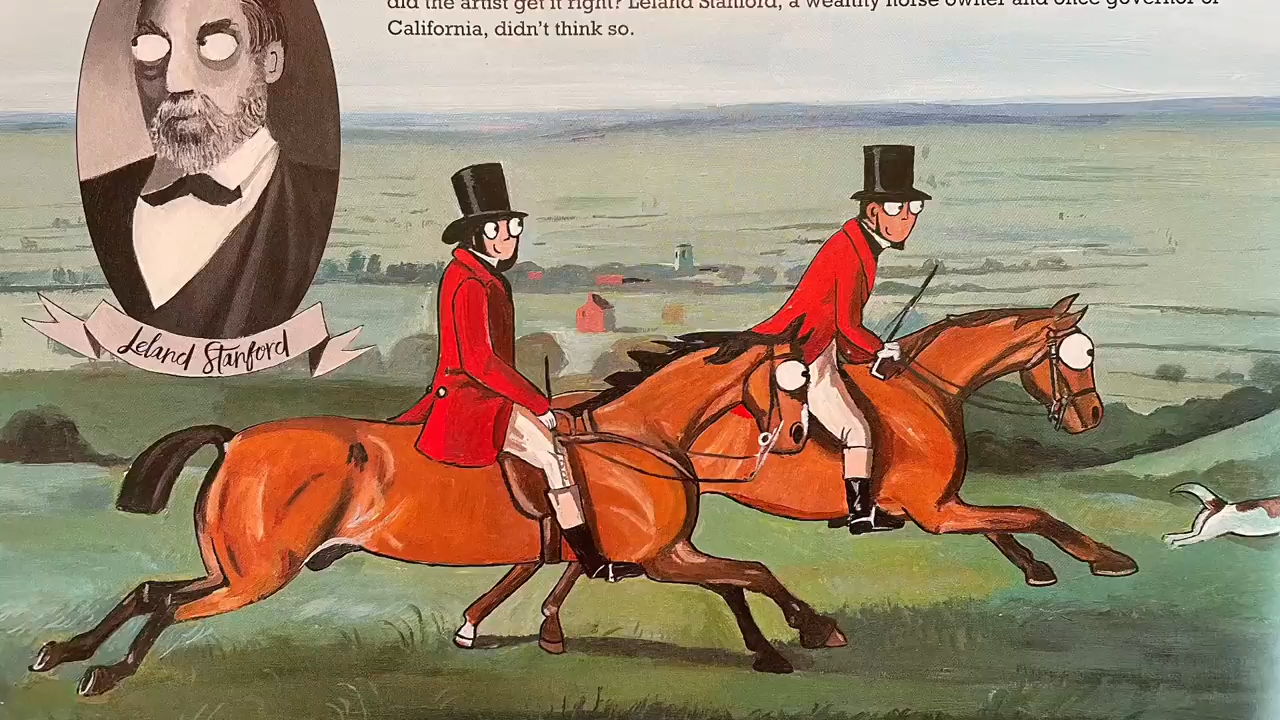 did the artist get it right? Leland Stanford, a wealthy horse owner and once governor of
California, didn't think so.
Leland Stanford